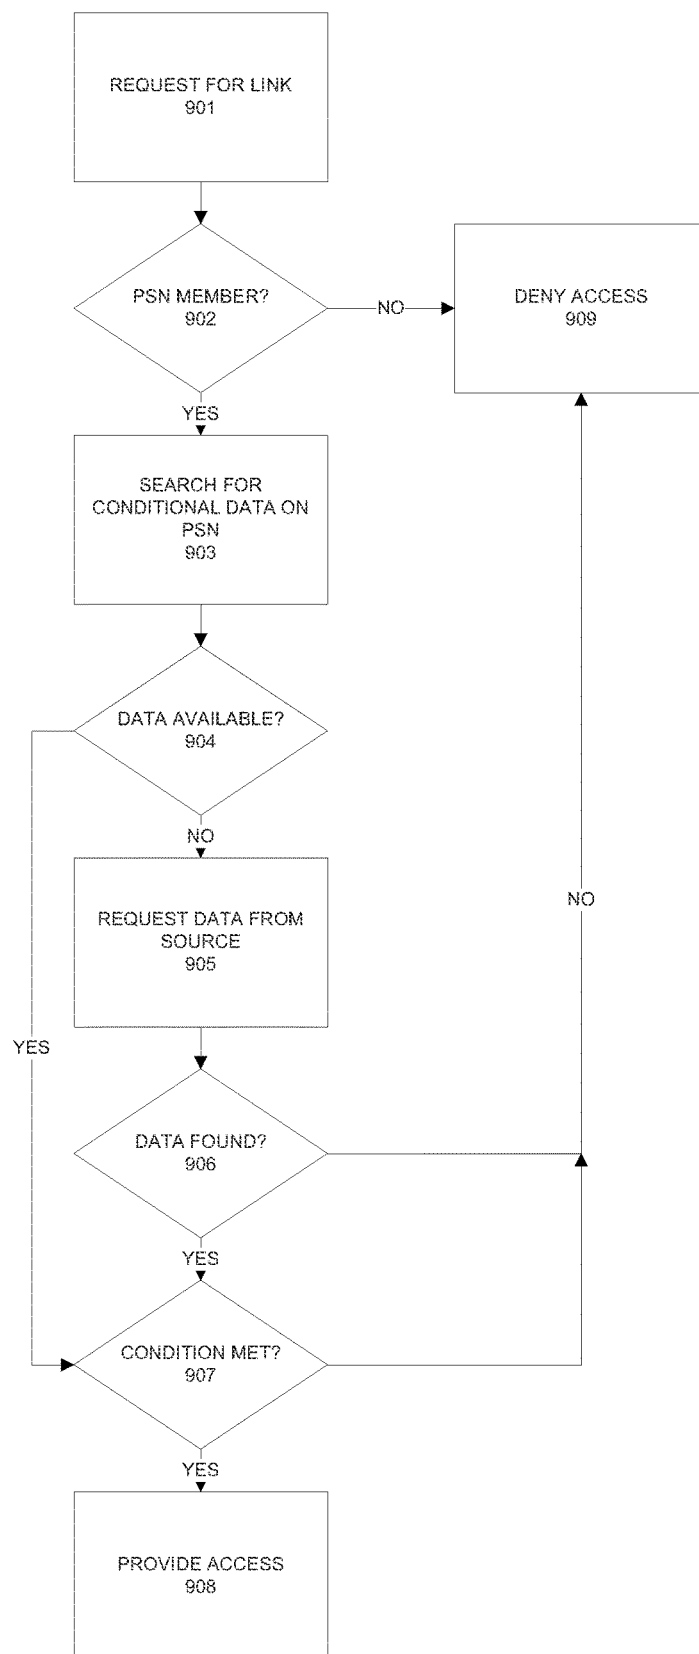 REQUEST FOR LINK
901
PSN MEMBER?
902
NO
DENY ACCESS
909
YES
SEARCH FOR
CONDITIONAL DATA ON
PSN
903
DATA AVAILABLE?
904
NO
REQUEST DATA FROM
SOURCE
905
NO
YES
DATA FOUND?
906
YES
CONDITION MET?
907
YES
PROVIDE ACCESS
908